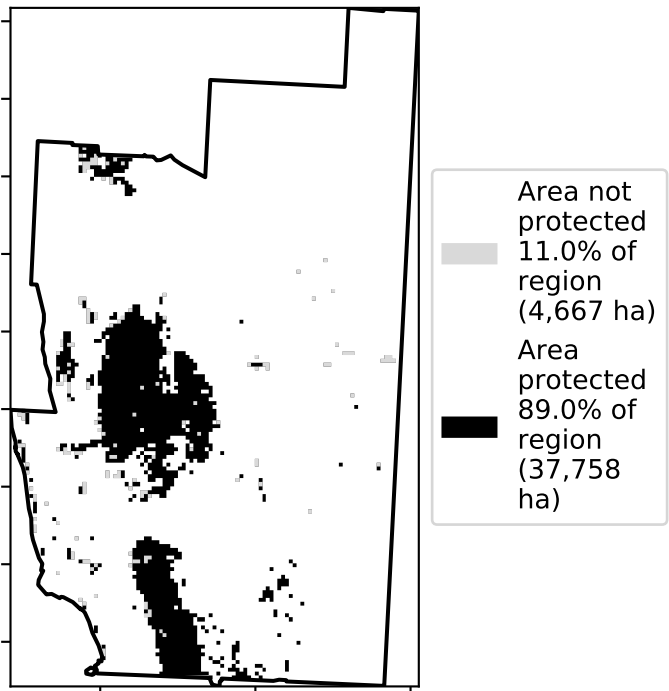 Area not
protected
11.0% of
region
(4,667 ha)
Area
protected
89.0% of
region
(37,758
ha)